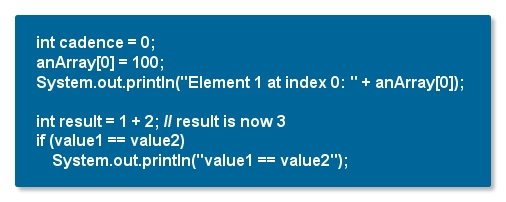 int cadence = 0;
anArray[0] = 100;
System.out.println("Element 1 at index 0: " + anArray[0]);
int result = 1 + 2; // result is now 3
if (value1 == value2)
System.out.println("value1 == value2");